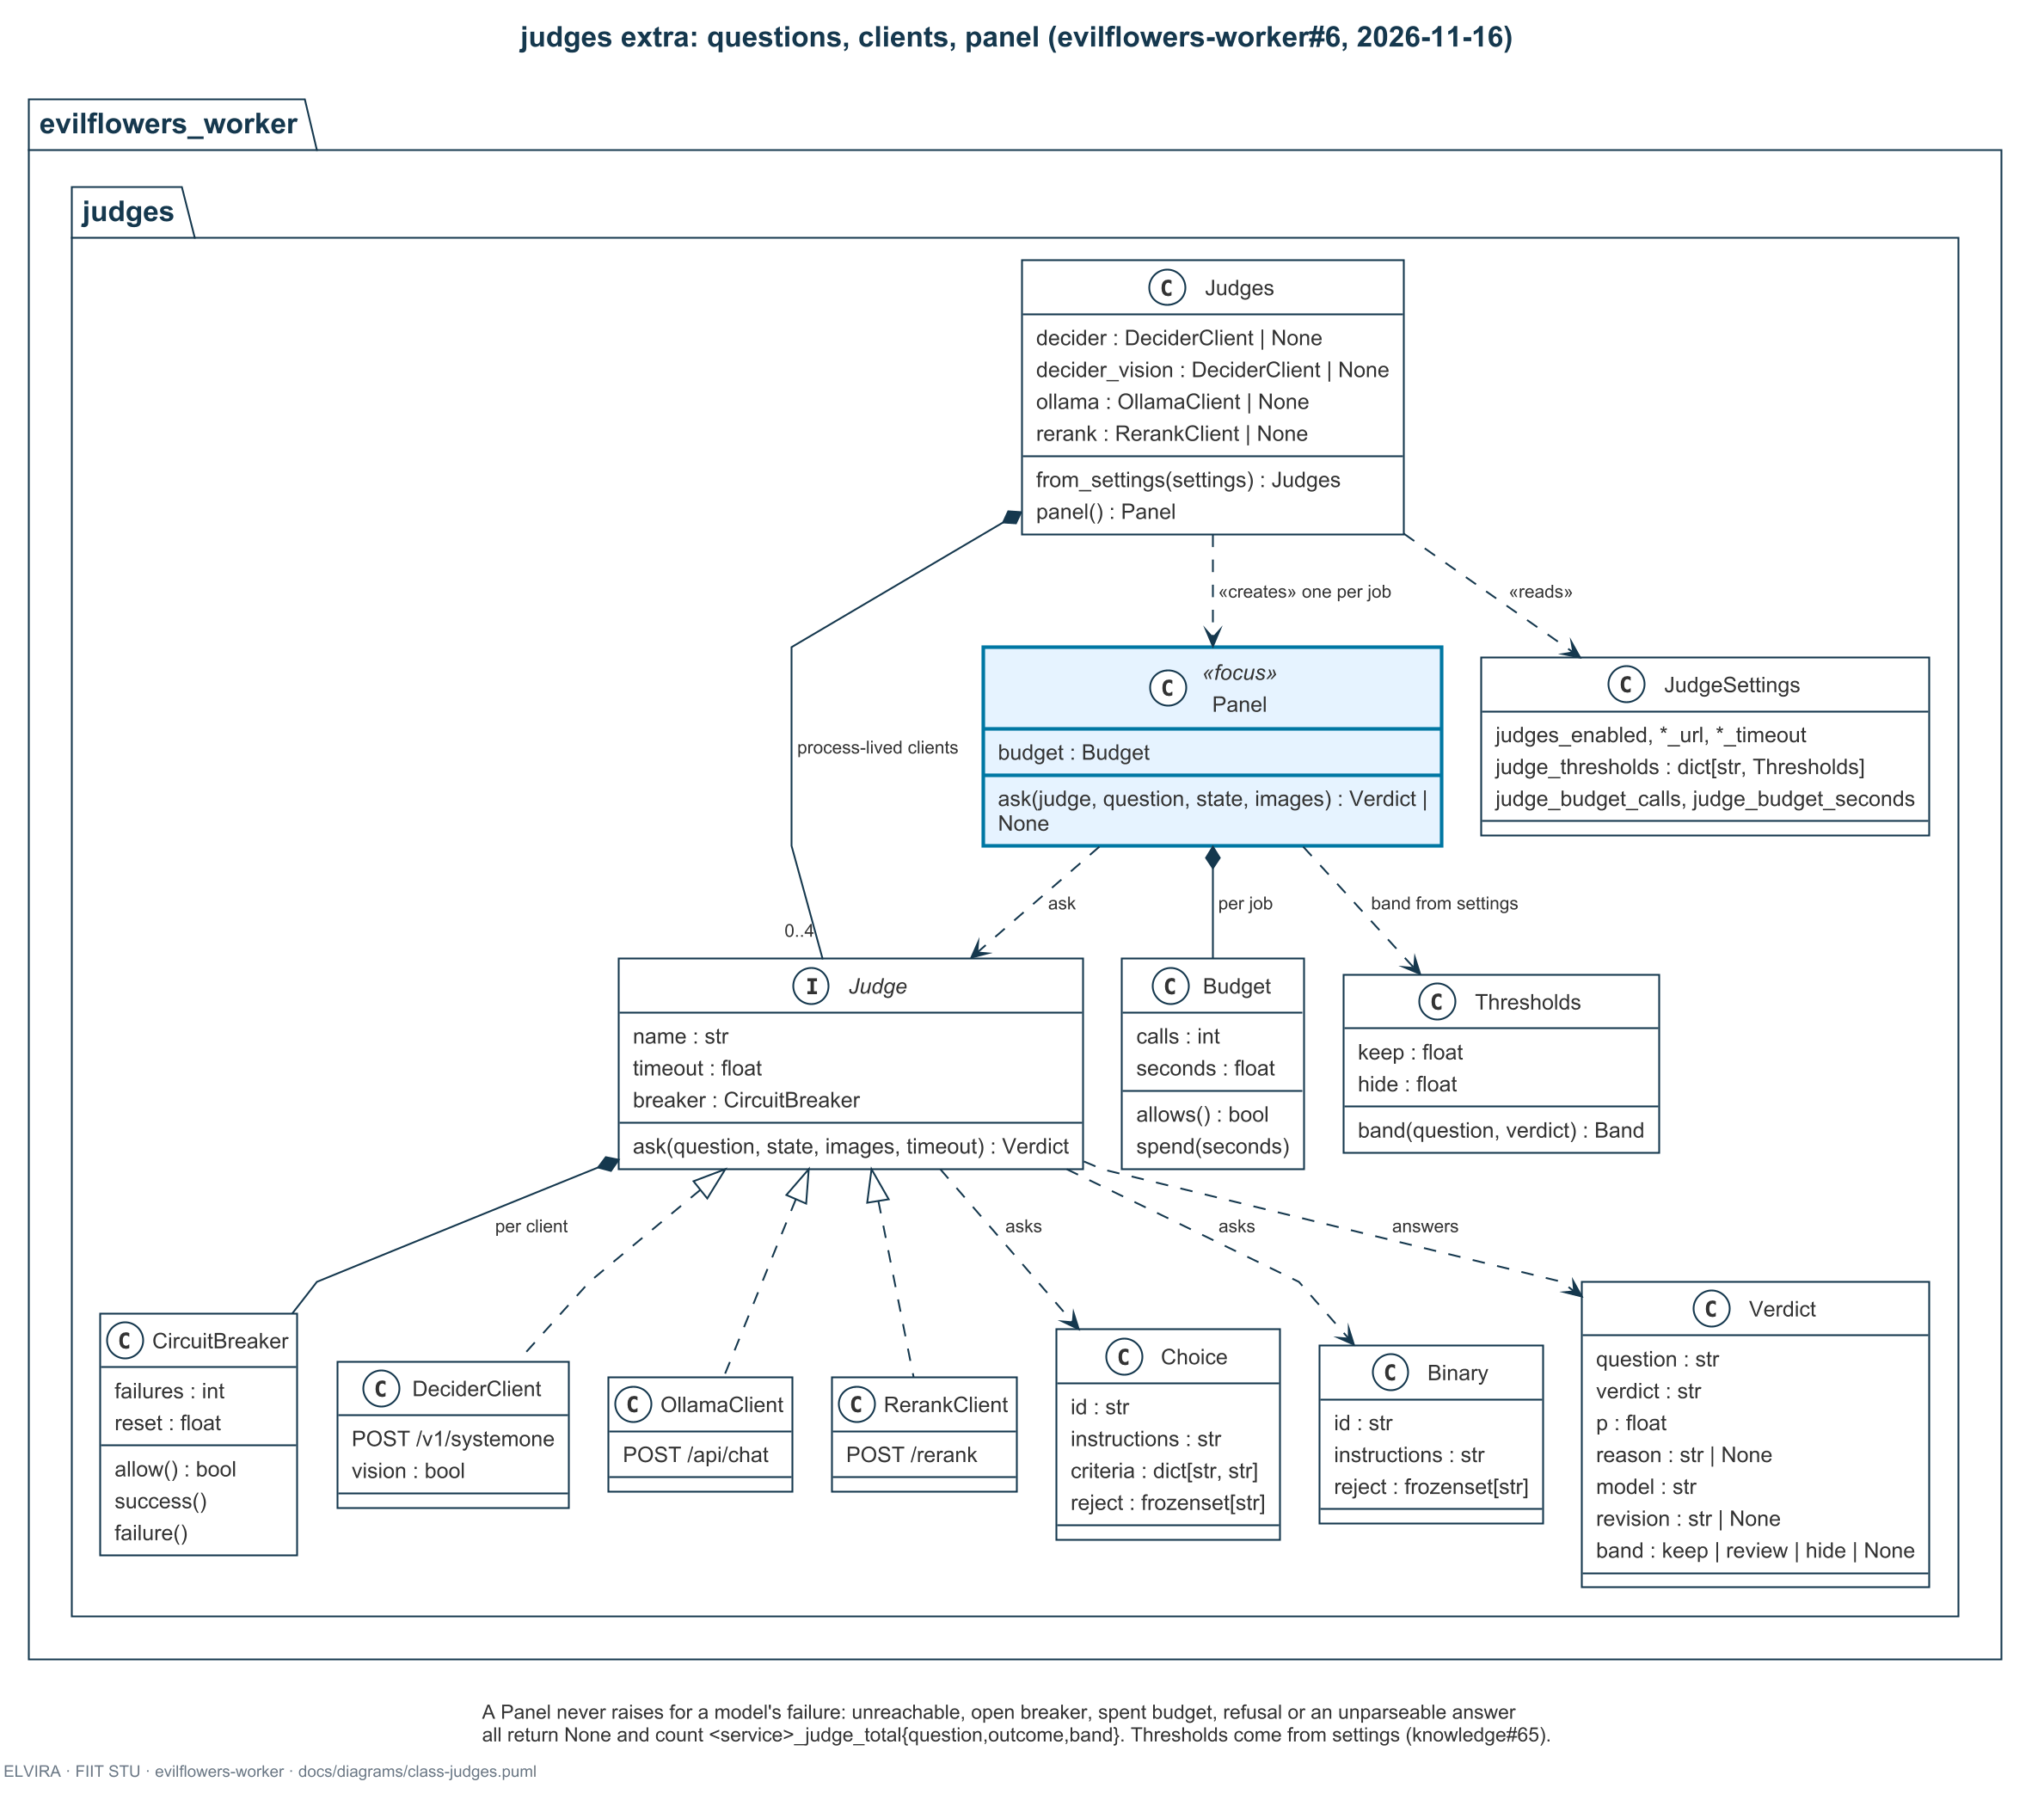 judges extra: questions, clients, panel (evilflowers-worker#6, 2026-11-16)
evilflowers_worker
judges
C Judges
decider : DeciderClient | None
decider_vision : DeciderClient | None
ollama : OllamaClient | None
rerank : RerankClient | None
from_settings(settings) : Judges
panel() : Panel
«creates» one per job
«reads»
«focus»
C Panel
budget : Budget
ask(judge, question, state, images) : Verdict |
None
C JudgeSettings
judges_enabled, *_url, *_timeout
judge_thresholds : dict[str, Thresholds]
judge_budget_calls, judge_budget_seconds
process-lived clients
0..4
ask
per job
band from settings
I Judge
name : str
timeout : float
breaker : CircuitBreaker
ask(question, state, images, timeout) : Verdict
C Budget
calls : int
seconds : float
allows() : bool
spend(seconds)
C Thresholds
keep : float
hide : float
band(question, verdict) : Band
per client
asks
asks
answers
C CircuitBreaker
failures : int
reset : float
allow() : bool
success()
failure()
C DeciderClient
POST /v1/systemone
vision : bool
C OllamaClient
POST /api/chat
C RerankClient
POST /rerank
C Choice
id : str
instructions : str
criteria : dict[str, str]
reject : frozenset[str]
C Binary
id : str
instructions : str
reject : frozenset[str]
C Verdict
question : str
verdict : str
p : float
reason : str | None
model : str
revision : str | None
band : keep | review | hide | None
A Panel never raises for a model's failure: unreachable, open breaker, spent budget, refusal or an unparseable answer
all return None and count <service>_judge_total{question,outcome,band}. Thresholds come from settings (knowledge#65).
ELVIRA · FIIT STU · evilflowers-worker · docs/diagrams/class-judges.puml